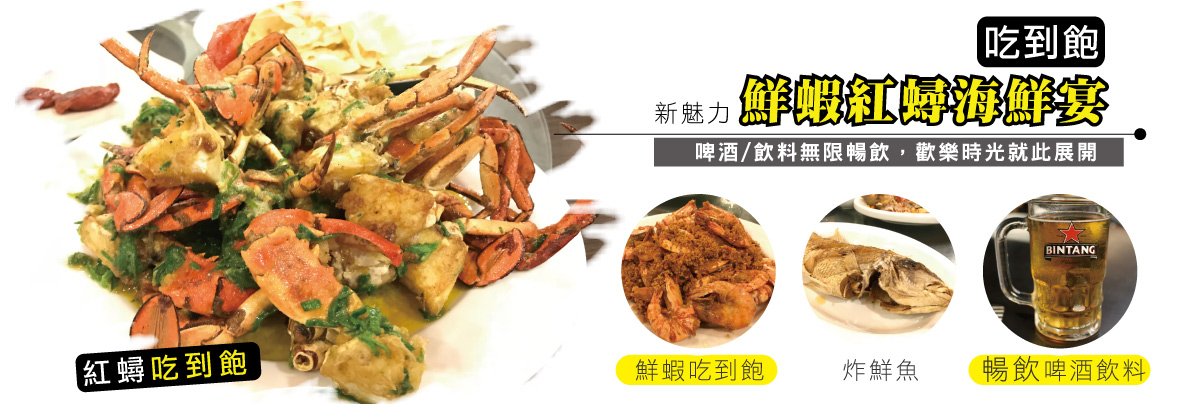 吃到飽
新魅力 鮮蝦紅蟳海鮮宴
啤酒/飲料無限暢飲，歡樂時光就此展開
BINTANG
紅蟳吃到飽
鮮蝦吃到飽
炸鮮魚
暢飲啤酒飲料